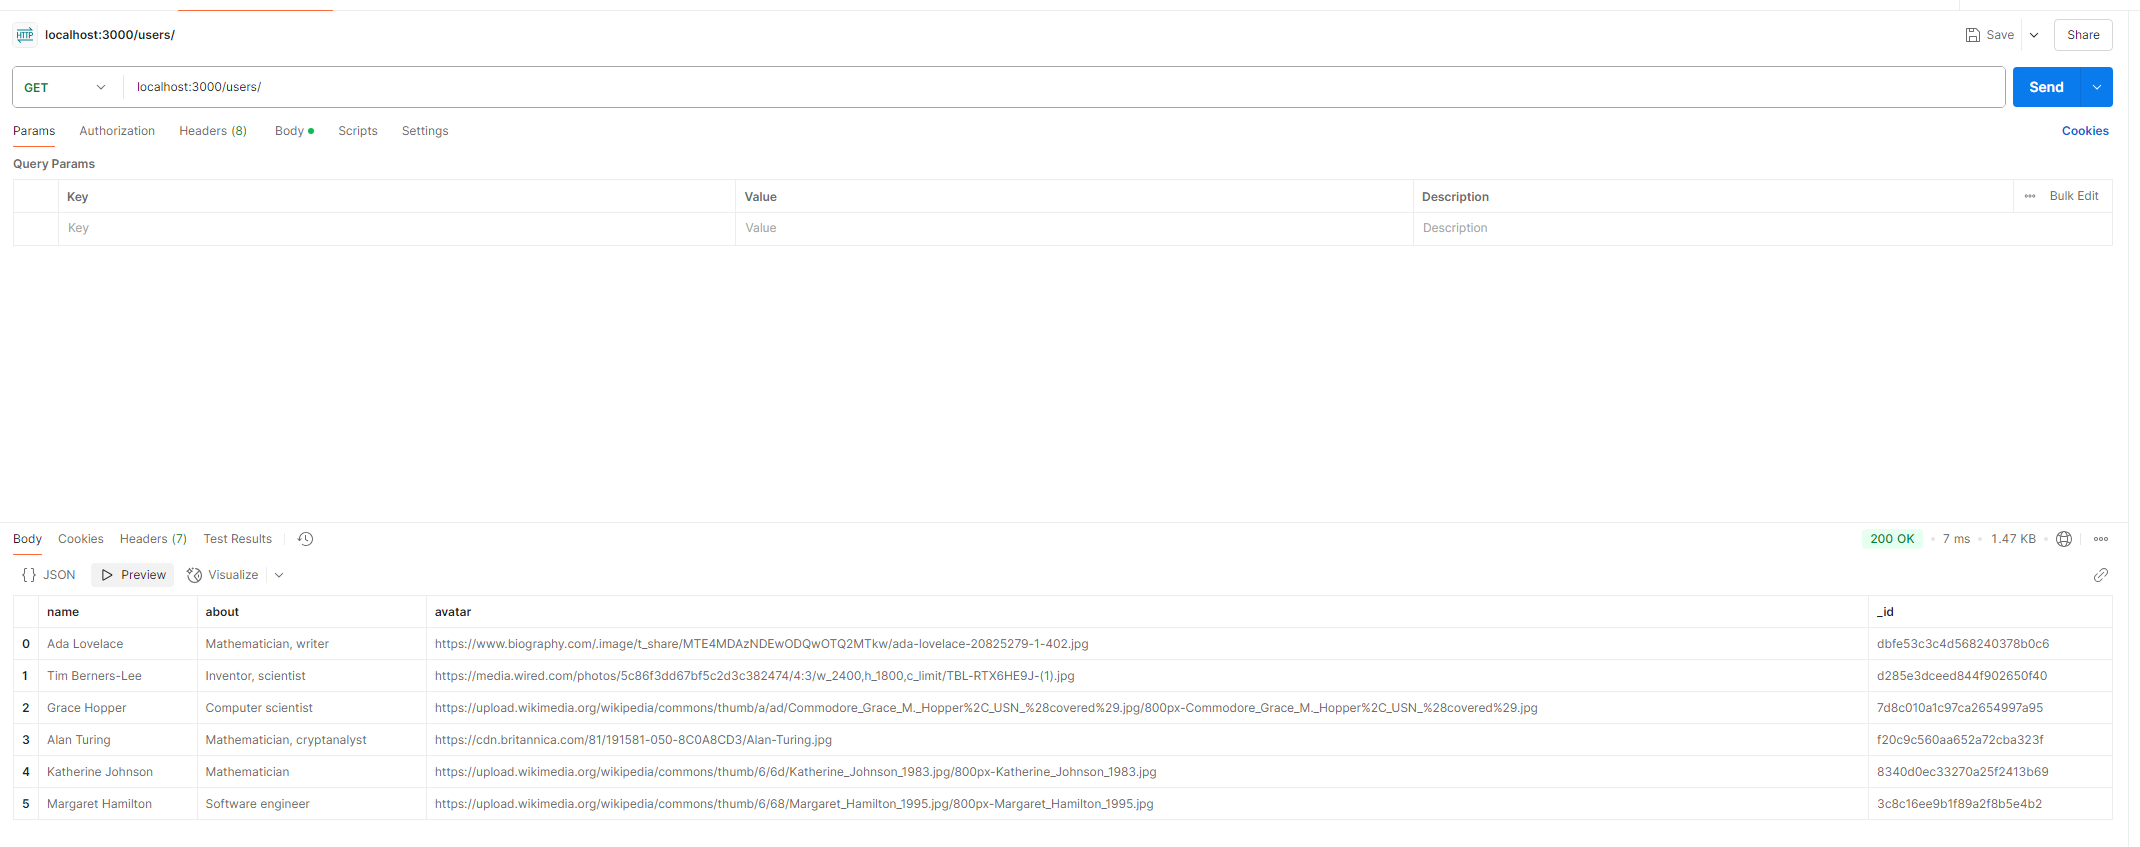 HTTP localhost:3000/users/ Save Share
GET localhost:3000/users/ Send
Params Authorization Headers (8) Body Scripts Settings Cookies
Query Params
Key Value Description Bulk Edit
Key Value Description
Body Cookies Headers (7) Test Results 200 OK 7 ms 1.47 KB
{} JSON Preview Visualize
name about avatar _id
0 Ada Lovelace Mathematician, writer https://www.biography.com/.image/t_share/MTE4MDAzNDEwODQwOTQ2MTkw/ada-lovelace-20825279-1-402.jpg dbfe53c3c4d568240378b0c6
1 Tim Berners-Lee Inventor, scientist https://media.wired.com/photos/5c86f3dd67bf5c2d3c382474/4:3/w_2400,h_1800,c_limit/TBL-RTX6HE9J-(1).jpg d285e3dceed844f902650f40
2 Grace Hopper Computer scientist https://upload.wikimedia.org/wikipedia/commons/thumb/a/ad/Commodore_Grace_M._Hopper%2C_USN_%28covered%29.jpg/800px-Commodore_Grace_M._Hopper%2C_USN_%28covered%29.jpg 7d8c010a1c97ca2654997a95
3 Alan Turing Mathematician, cryptanalyst https://cdn.britannica.com/81/191581-050-8C0A8CD3/Alan-Turing.jpg f20c9c560aa652a72cba323f
4 Katherine Johnson Mathematician https://upload.wikimedia.org/wikipedia/commons/thumb/6/6d/Katherine_Johnson_1983.jpg/800px-Katherine_Johnson_1983.jpg 8340d0ec33270a25f2413b69
5 Margaret Hamilton Software engineer https://upload.wikimedia.org/wikipedia/commons/thumb/6/68/Margaret_Hamilton_1995.jpg/800px-Margaret_Hamilton_1995.jpg 3c8c16ee9b1f89a2f8b5e4b2